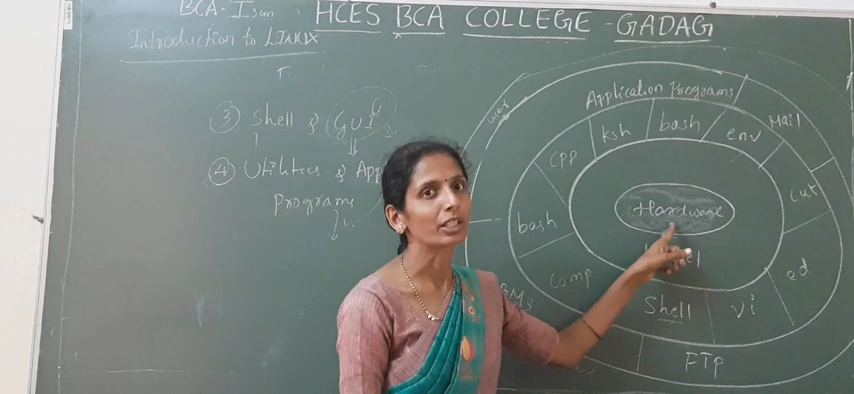 BCA-I Sem
HCES BCA COLLEGE - GADAG
Introduction to LINUX
③ Shell & GUI
④ Utilities & App
Programs
user
Application Programs
Mail
ksh
bash
env
cpp
cut
bash
Hardware
comp
ed
Shell
vi
FTP